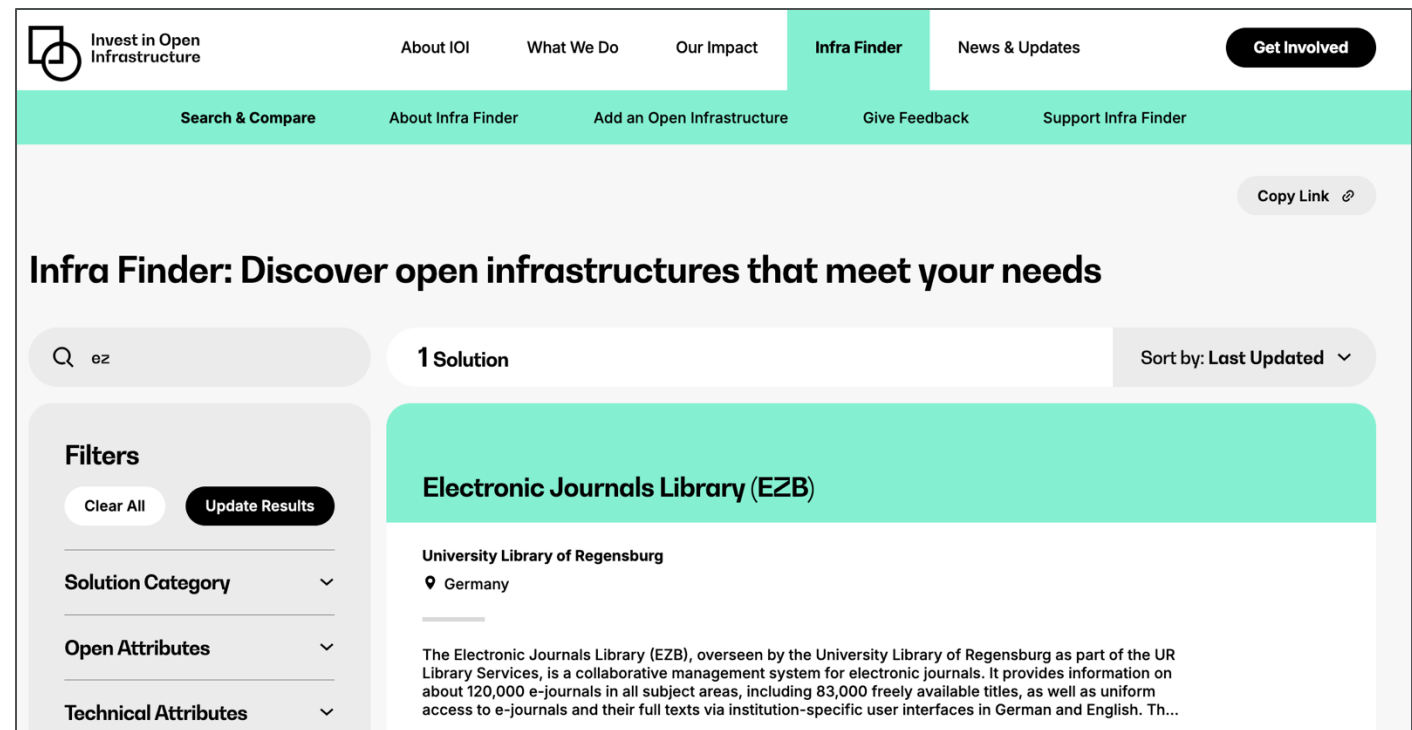 Invest in Open
Infrastructure
About IOI
What We Do
Our Impact
Infra Finder
News & Updates
Get Involved
Search & Compare
About Infra Finder
Add an Open Infrastructure
Give Feedback
Support Infra Finder
Copy Link
Infra Finder: Discover open infrastructures that meet your needs
ez
1 Solution
Sort by: Last Updated
Filters
Clear All
Update Results
Solution Category
Open Attributes
Technical Attributes
Electronic Journals Library (EZB)
University Library of Regensburg
Germany
The Electronic Journals Library (EZB), overseen by the University Library of Regensburg as part of the UR
Library Services, is a collaborative management system for electronic journals. It provides information on
about 120,000 e-journals in all subject areas, including 83,000 freely available titles, as well as uniform
access to e-journals and their full texts via institution-specific user interfaces in German and English. Th...